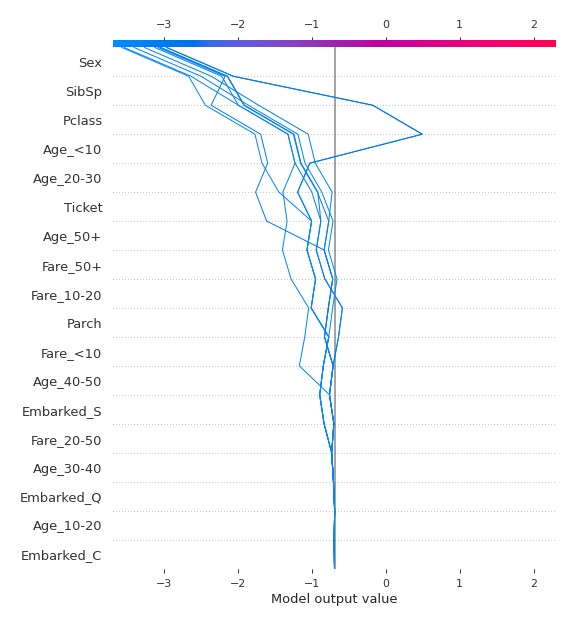 −3 −2 −1 0 1 2
Sex
SibSp
Pclass
Age_<10
Age_20-30
Ticket
Age_50+
Fare_50+
Fare_10-20
Parch
Fare_<10
Age_40-50
Embarked_S
Fare_20-50
Age_30-40
Embarked_Q
Age_10-20
Embarked_C
−3 −2 −1 0 1 2
Model output value